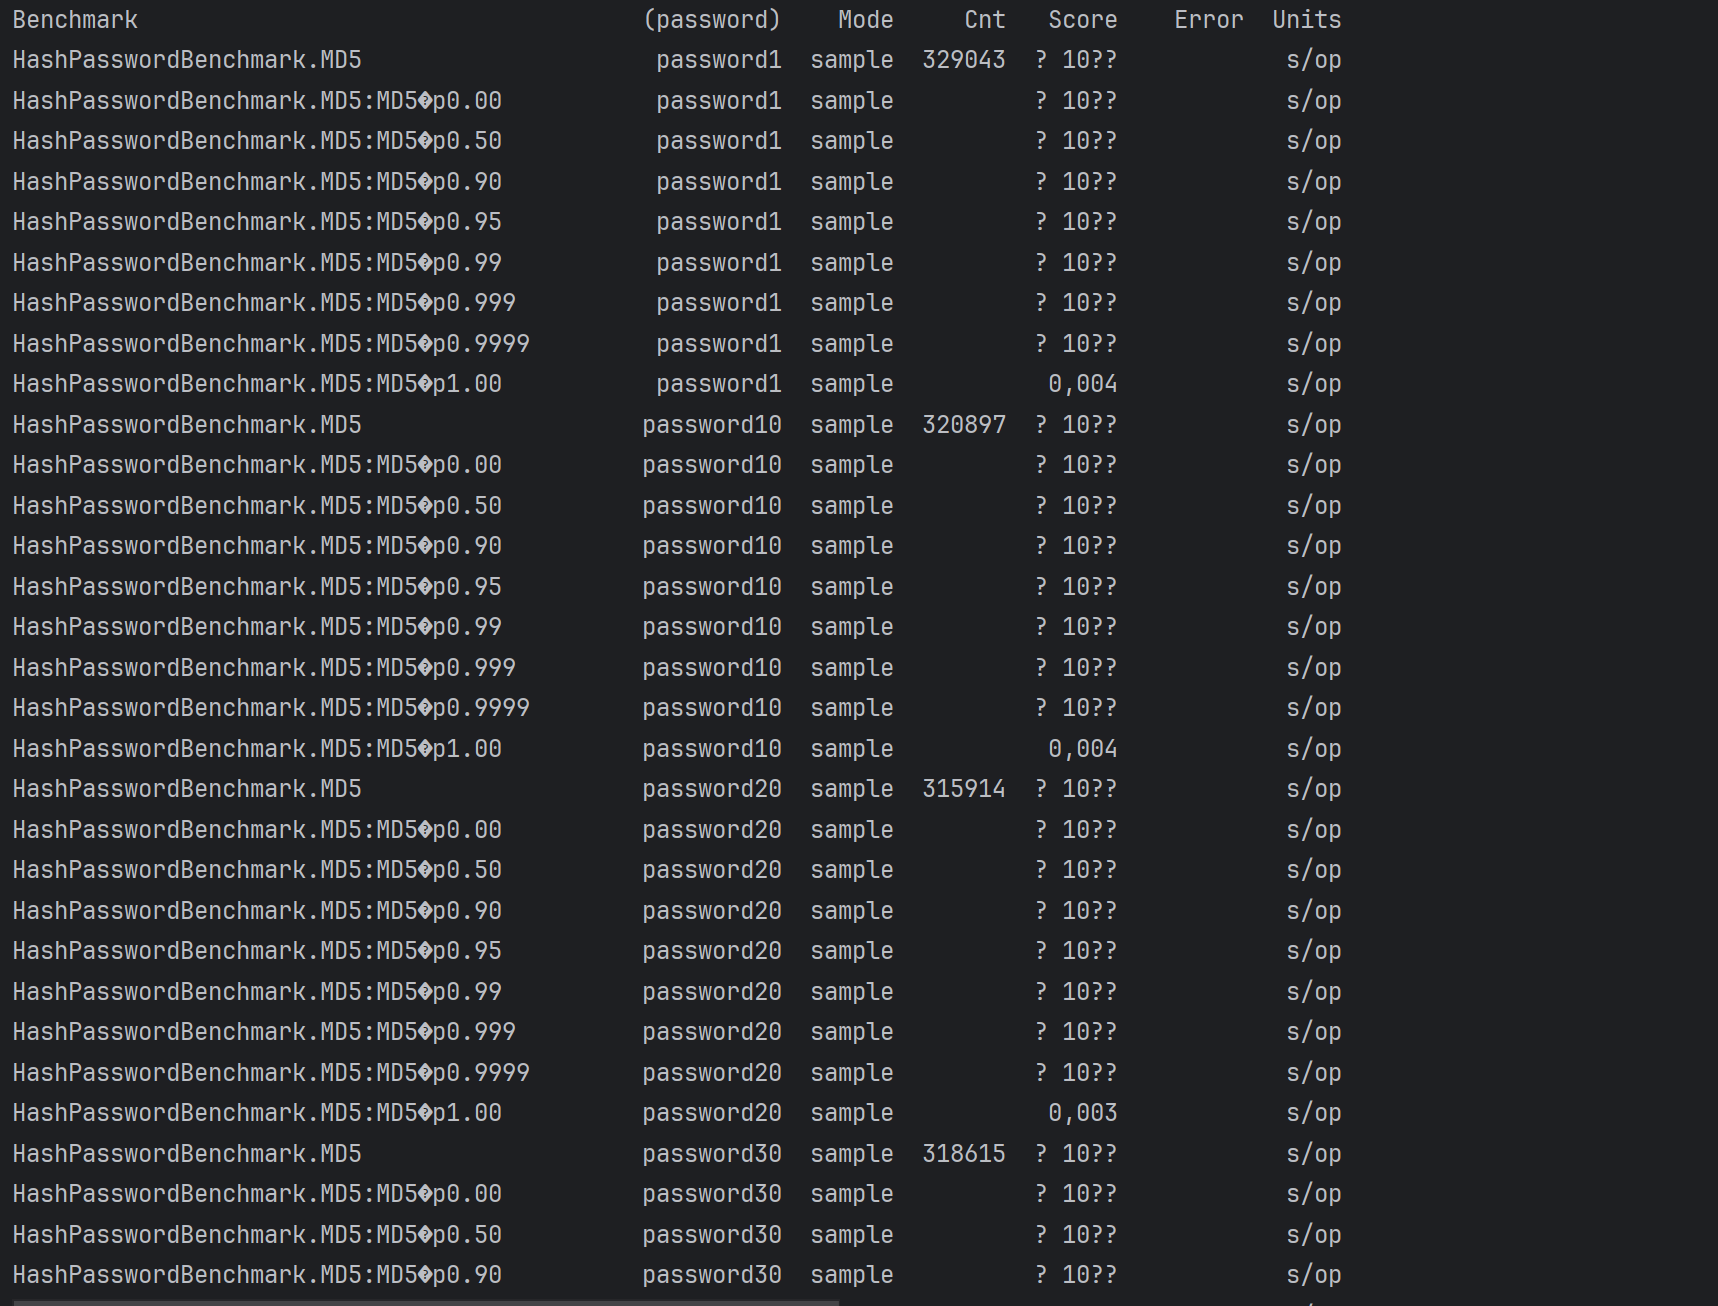 Benchmark (password) Mode Cnt Score Error Units
HashPasswordBenchmark.MD5 password1 sample 329043 ? 10?? s/op
HashPasswordBenchmark.MD5:MD5�p0.00 password1 sample ? 10?? s/op
HashPasswordBenchmark.MD5:MD5�p0.50 password1 sample ? 10?? s/op
HashPasswordBenchmark.MD5:MD5�p0.90 password1 sample ? 10?? s/op
HashPasswordBenchmark.MD5:MD5�p0.95 password1 sample ? 10?? s/op
HashPasswordBenchmark.MD5:MD5�p0.99 password1 sample ? 10?? s/op
HashPasswordBenchmark.MD5:MD5�p0.999 password1 sample ? 10?? s/op
HashPasswordBenchmark.MD5:MD5�p0.9999 password1 sample ? 10?? s/op
HashPasswordBenchmark.MD5:MD5�p1.00 password1 sample 0,004 s/op
HashPasswordBenchmark.MD5 password10 sample 320897 ? 10?? s/op
HashPasswordBenchmark.MD5:MD5�p0.00 password10 sample ? 10?? s/op
HashPasswordBenchmark.MD5:MD5�p0.50 password10 sample ? 10?? s/op
HashPasswordBenchmark.MD5:MD5�p0.90 password10 sample ? 10?? s/op
HashPasswordBenchmark.MD5:MD5�p0.95 password10 sample ? 10?? s/op
HashPasswordBenchmark.MD5:MD5�p0.99 password10 sample ? 10?? s/op
HashPasswordBenchmark.MD5:MD5�p0.999 password10 sample ? 10?? s/op
HashPasswordBenchmark.MD5:MD5�p0.9999 password10 sample ? 10?? s/op
HashPasswordBenchmark.MD5:MD5�p1.00 password10 sample 0,004 s/op
HashPasswordBenchmark.MD5 password20 sample 315914 ? 10?? s/op
HashPasswordBenchmark.MD5:MD5�p0.00 password20 sample ? 10?? s/op
HashPasswordBenchmark.MD5:MD5�p0.50 password20 sample ? 10?? s/op
HashPasswordBenchmark.MD5:MD5�p0.90 password20 sample ? 10?? s/op
HashPasswordBenchmark.MD5:MD5�p0.95 password20 sample ? 10?? s/op
HashPasswordBenchmark.MD5:MD5�p0.99 password20 sample ? 10?? s/op
HashPasswordBenchmark.MD5:MD5�p0.999 password20 sample ? 10?? s/op
HashPasswordBenchmark.MD5:MD5�p0.9999 password20 sample ? 10?? s/op
HashPasswordBenchmark.MD5:MD5�p1.00 password20 sample 0,003 s/op
HashPasswordBenchmark.MD5 password30 sample 318615 ? 10?? s/op
HashPasswordBenchmark.MD5:MD5�p0.00 password30 sample ? 10?? s/op
HashPasswordBenchmark.MD5:MD5�p0.50 password30 sample ? 10?? s/op
HashPasswordBenchmark.MD5:MD5�p0.90 password30 sample ? 10?? s/op